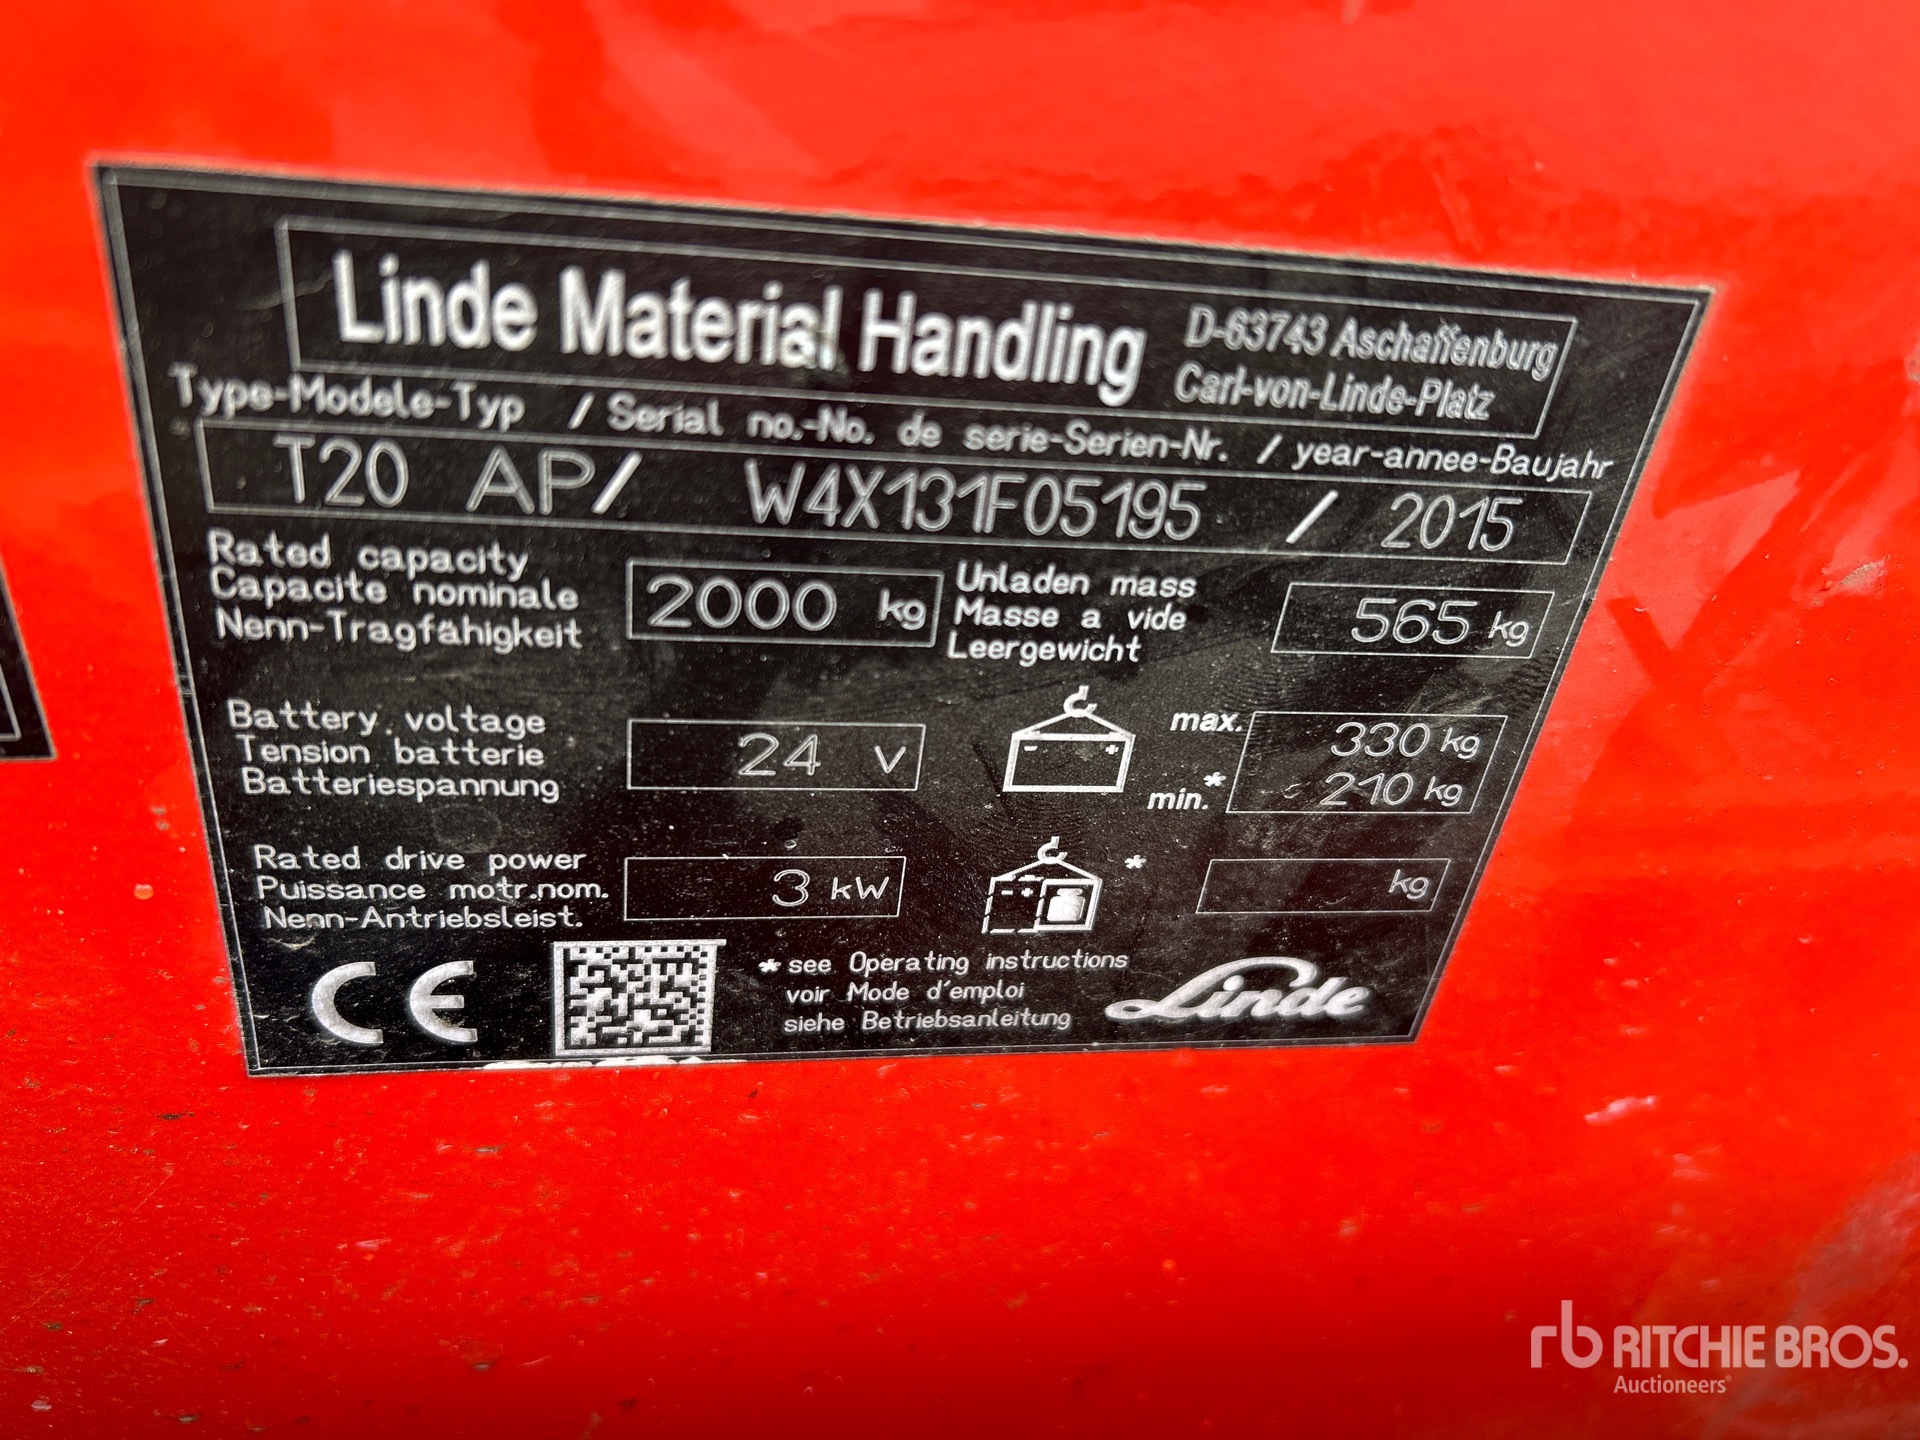 Linde Material Handling
D-63743 Aschaffenburg
Carl-von-Linde-Platz
Type-Modele-Typ / Serial no.-No. de serie-Serien-Nr. / year-annee-Baujahr
T20 AP/ W4X131F05195 / 2015
Rated capacity
Capacite nominale
Nenn-Tragfähigkeit
2000 kg
Unladen mass
Masse a vide
Leergewicht
565 kg
Battery voltage
Tension batterie
Batteriespannung
24 V
- +
max. 330 kg
min.* 210 kg
Rated drive power
Puissance motr.nom.
Nenn-Antriebsleist.
3 kW
- +
*
kg
CE
* see Operating instructions
voir Mode d'emploi
siehe Betriebsanleitung
Linde
rb RITCHIE BROS.
Auctioneers